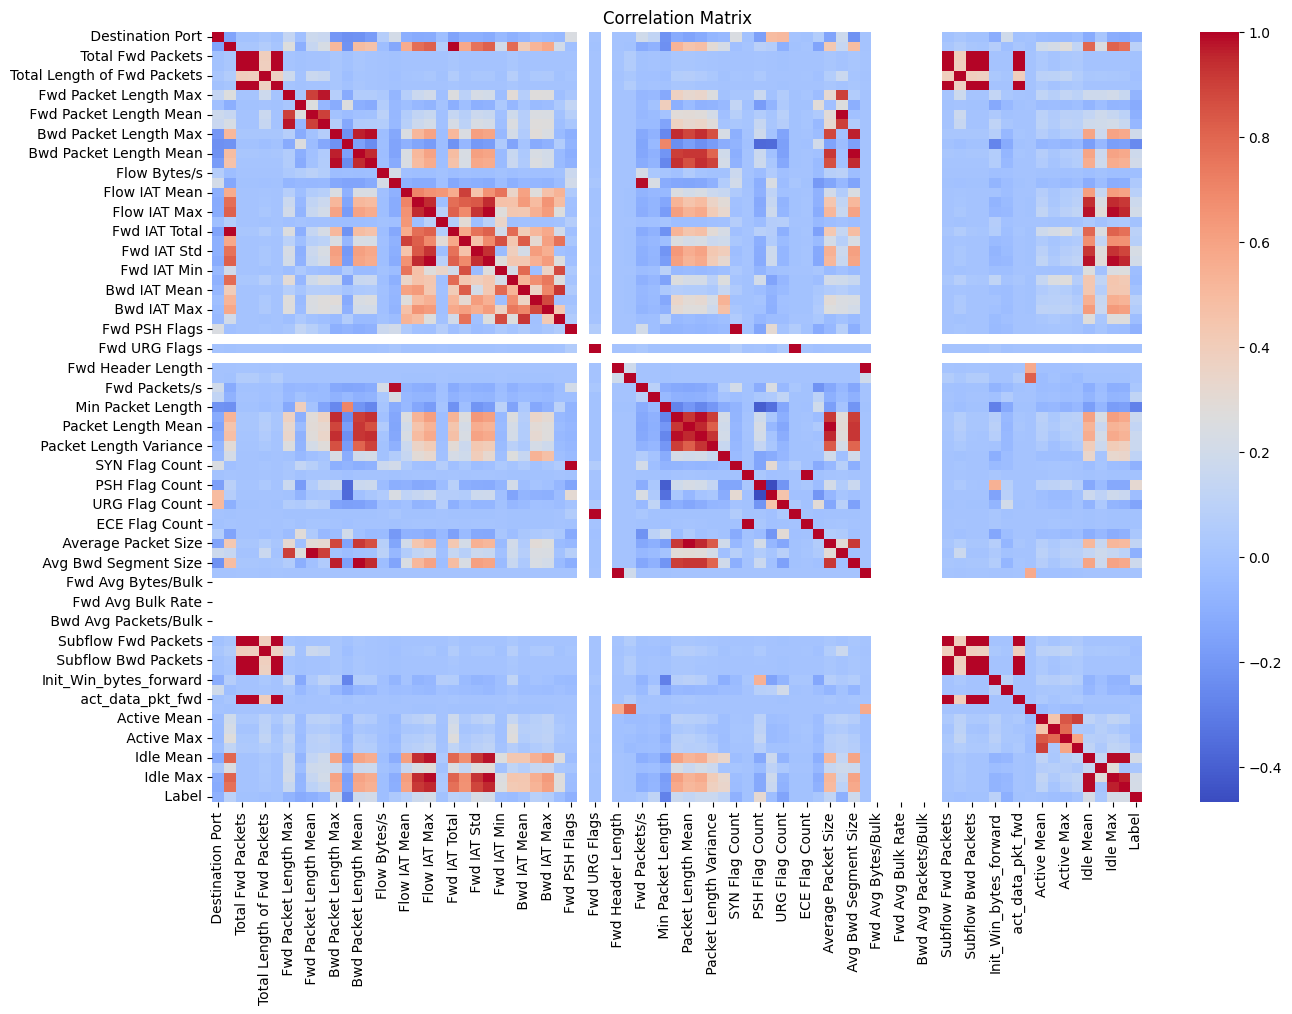 Correlation Matrix
Destination Port
Total Fwd Packets
Total Length of Fwd Packets
Fwd Packet Length Max
Fwd Packet Length Mean
Bwd Packet Length Max
Bwd Packet Length Mean
Flow Bytes/s
Flow IAT Mean
Flow IAT Max
Fwd IAT Total
Fwd IAT Std
Fwd IAT Min
Bwd IAT Mean
Bwd IAT Max
Fwd PSH Flags
Fwd URG Flags
Fwd Header Length
Fwd Packets/s
Min Packet Length
Packet Length Mean
Packet Length Variance
SYN Flag Count
PSH Flag Count
URG Flag Count
ECE Flag Count
Average Packet Size
Avg Bwd Segment Size
Fwd Avg Bytes/Bulk
Fwd Avg Bulk Rate
Bwd Avg Packets/Bulk
Subflow Fwd Packets
Subflow Bwd Packets
Init_Win_bytes_forward
act_data_pkt_fwd
Active Mean
Active Max
Idle Mean
Idle Max
Label
Destination Port
Total Fwd Packets
Total Length of Fwd Packets
Fwd Packet Length Max
Fwd Packet Length Mean
Bwd Packet Length Max
Bwd Packet Length Mean
Flow Bytes/s
Flow IAT Mean
Flow IAT Max
Fwd IAT Total
Fwd IAT Std
Fwd IAT Min
Bwd IAT Mean
Bwd IAT Max
Fwd PSH Flags
Fwd URG Flags
Fwd Header Length
Fwd Packets/s
Min Packet Length
Packet Length Mean
Packet Length Variance
SYN Flag Count
PSH Flag Count
URG Flag Count
ECE Flag Count
Average Packet Size
Avg Bwd Segment Size
Fwd Avg Bytes/Bulk
Fwd Avg Bulk Rate
Bwd Avg Packets/Bulk
Subflow Fwd Packets
Subflow Bwd Packets
Init_Win_bytes_forward
act_data_pkt_fwd
Active Mean
Active Max
Idle Mean
Idle Max
Label
1.0
0.8
0.6
0.4
0.2
0.0
−0.2
−0.4